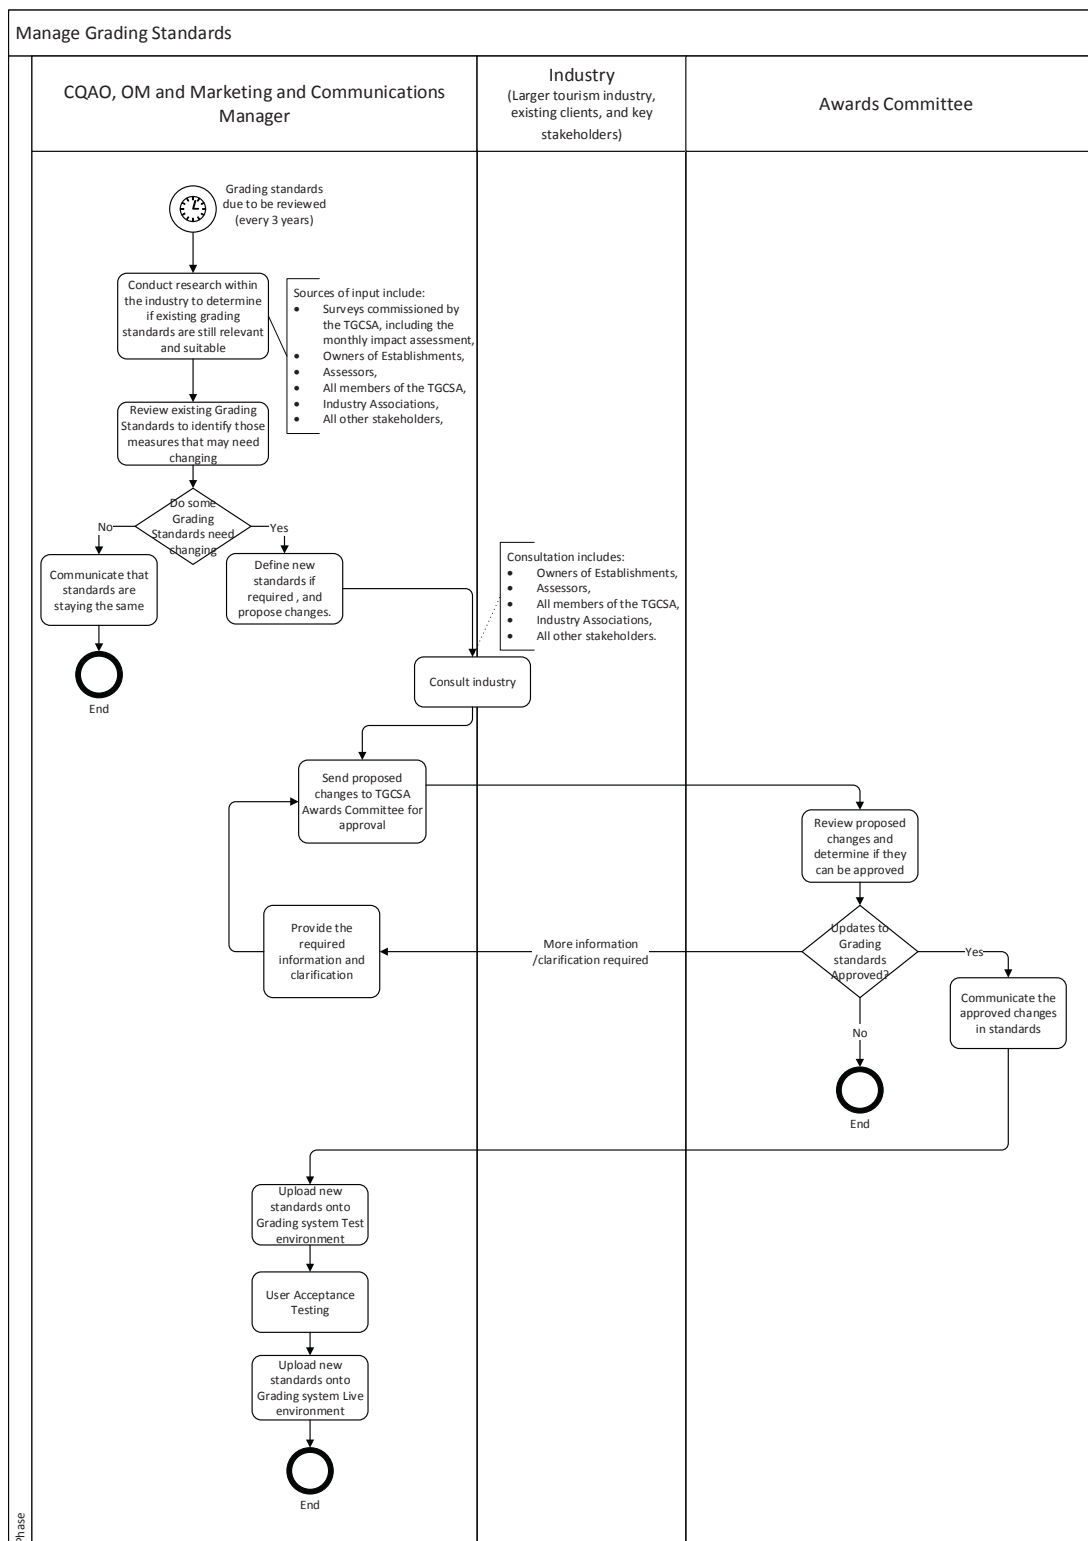 Manage Grading Standards
CQAO, OM and Marketing and Communications
Manager
Industry
(Larger tourism industry,
existing clients, and key
stakeholders)
Awards Committee
Grading standards
due to be reviewed
(every 3 years)
Conduct research within
the industry to determine
if existing grading
standards are still relevant
and suitable
Sources of input include:
• Surveys commissioned by
the TGCSA, including the
monthly impact assessment,
• Owners of Establishments,
• Assessors,
• All members of the TGCSA,
• Industry Associations,
• All other stakeholders,
Review existing Grading
Standards to identify those
measures that may need
changing
Do some
Grading
Standards need
changing
No
Yes
Communicate that
standards are
staying the same
End
Define new
standards if
required , and
propose changes.
Consultation includes:
• Owners of Establishments,
• Assessors,
• All members of the TGCSA,
• Industry Associations,
• All other stakeholders.
Consult industry
Send proposed
changes to TGCSA
Awards Committee for
approval
Review proposed
changes and
determine if they
can be approved
Provide the
required
information and
clarification
More information
/clarification required
Updates to
Grading
standards
Approved?
Yes
Communicate the
approved changes
in standards
No
End
Upload new
standards onto
Grading system Test
environment
User Acceptance
Testing
Upload new
standards onto
Grading system Live
environment
End
Phase